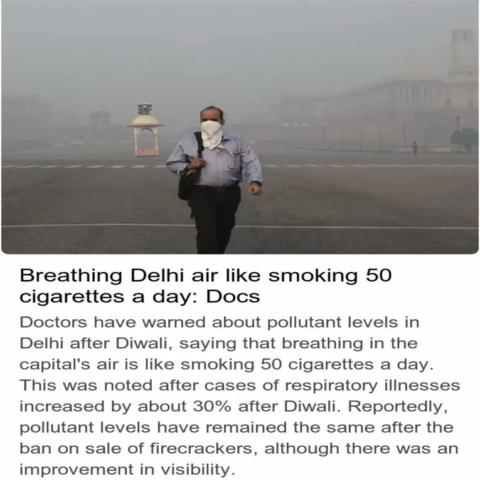 Breathing Delhi air like smoking 50
cigarettes a day: Docs
Doctors have warned about pollutant levels in
Delhi after Diwali, saying that breathing in the
capital's air is like smoking 50 cigarettes a day.
This was noted after cases of respiratory illnesses
increased by about 30% after Diwali. Reportedly,
pollutant levels have remained the same after the
ban on sale of firecrackers, although there was an
improvement in visibility.